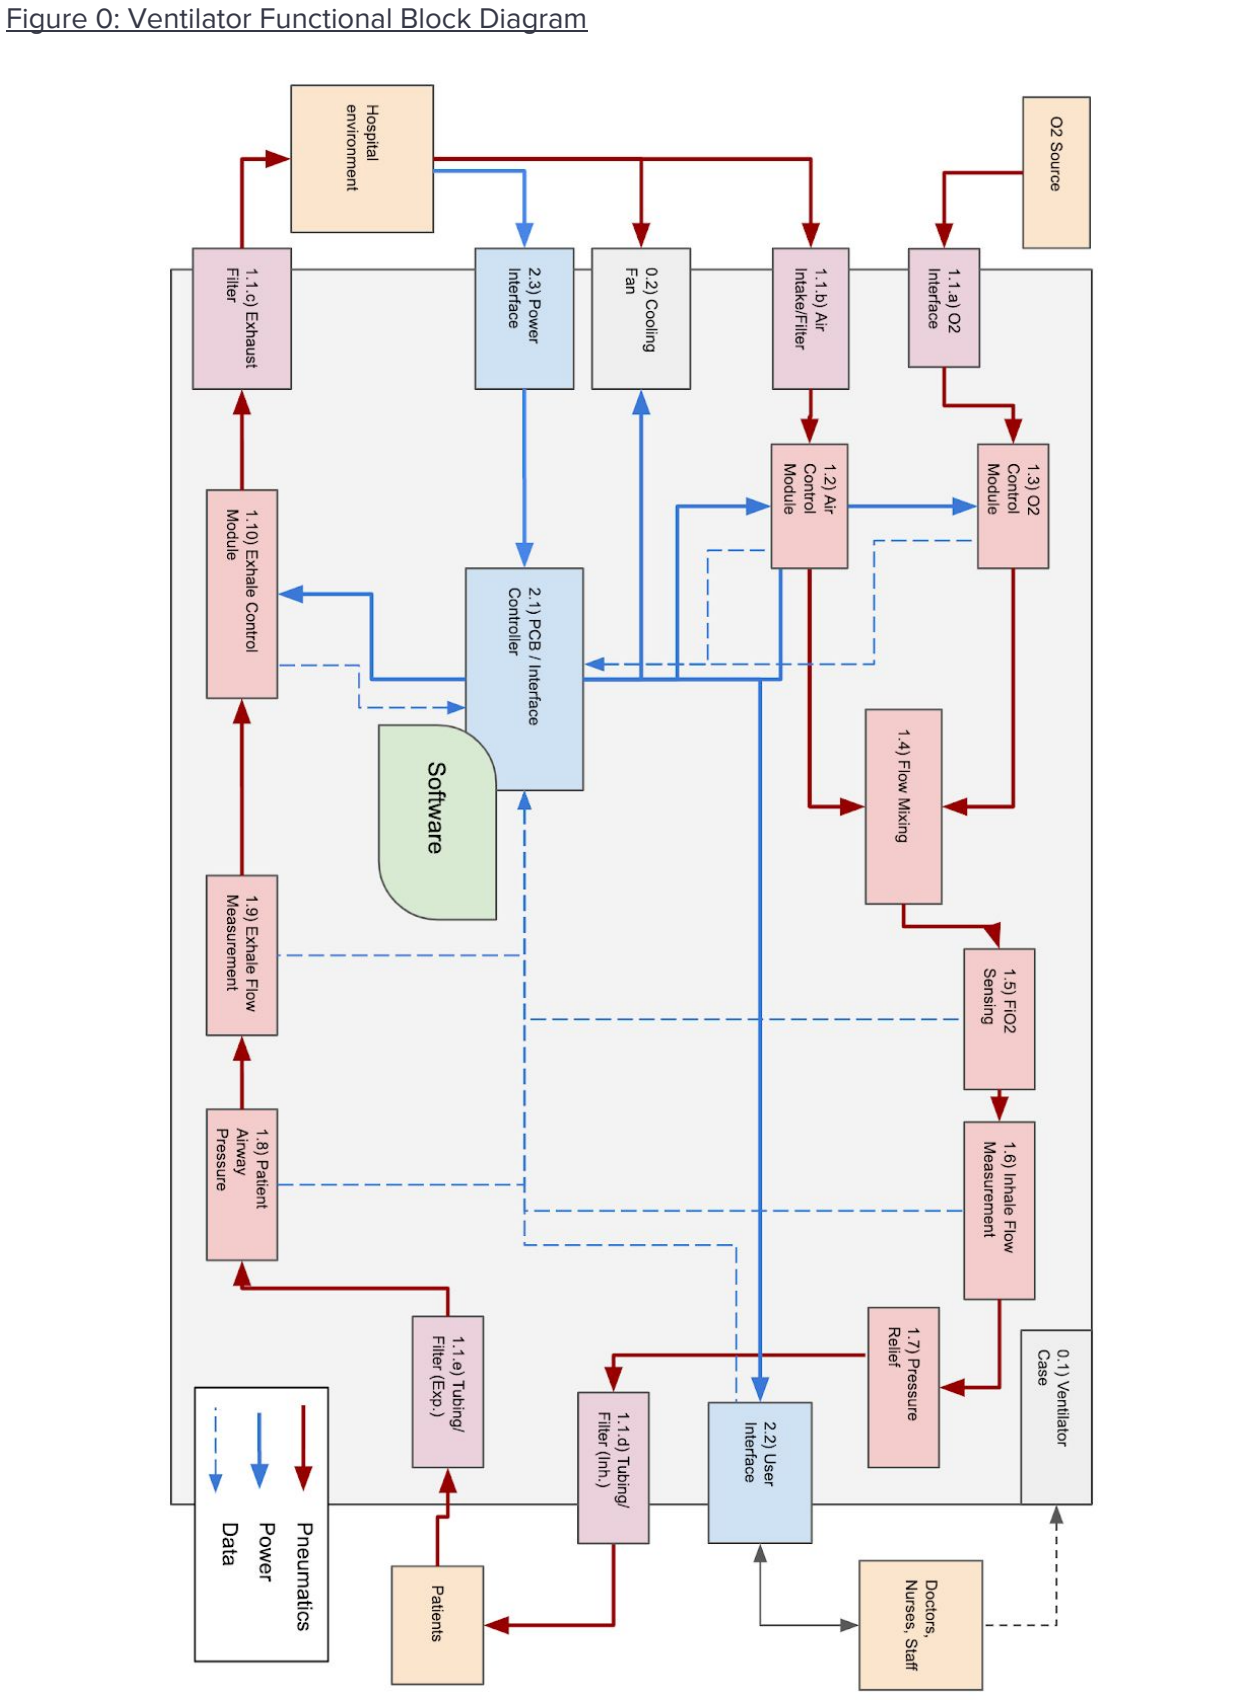 Figure 0: Ventilator Functional Block Diagram
O2 Source
1.1.a) O2
Interface
1.3) O2
Control
Module
1.5) FiO2
Sensing
1.6) Inhale Flow
Measurement
0.1) Ventilator
Case
1.4) Flow Mixing
1.7) Pressure
Relief
Doctors,
Nurses, Staff
1.1.b) Air
Intake/Filter
1.2) Air
Control
Module
2.2) User
Interface
0.2) Cooling
Fan
1.1.d) Tubing/
Filter (Inh.)
2.3) Power
Interface
2.1) PCB / Interface
Controller
Software
1.1.e) Tubing/
Filter (Exp.)
Patients
Hospital
environment
1.1.c) Exhaust
Filter
1.10) Exhale Control
Module
1.9) Exhale Flow
Measurement
1.8) Patient
Airway
Pressure
Pneumatics
Power
Data